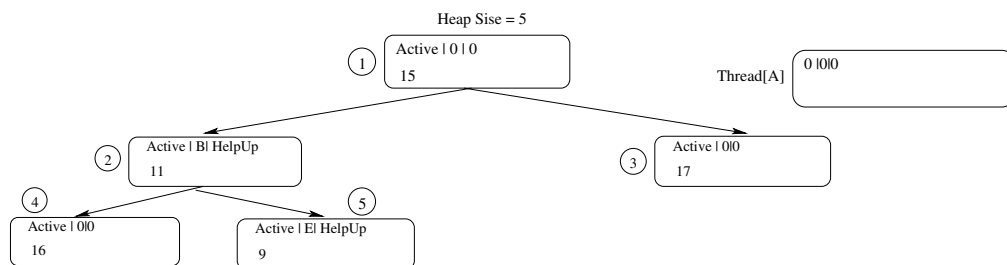 Heap Sise = 5
1
Active | 0 | 0
15
Thread[A]
0 |0|0
2
Active | B| HelpUp
11
3
Active | 0|0
17
4
Active | 0|0
16
5
Active | E| HelpUp
9